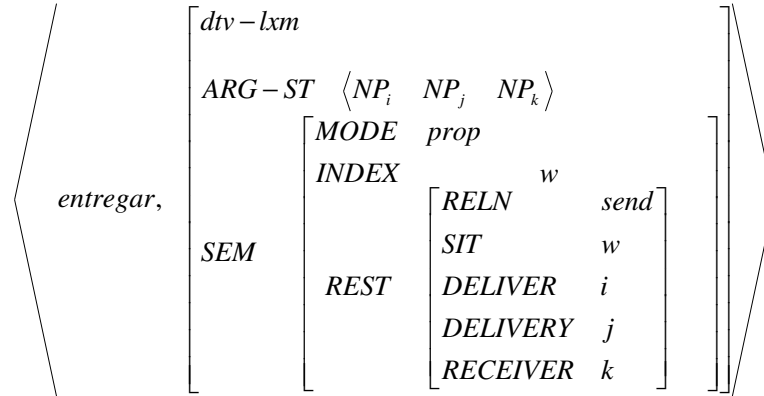 dtv – lxm
ARG – ST ⟨NP_i NP_j NP_k⟩
MODE prop
INDEX w
entregar,
RELN send
SIT w
SEM
REST
DELIVER i
DELIVERY j
RECEIVER k